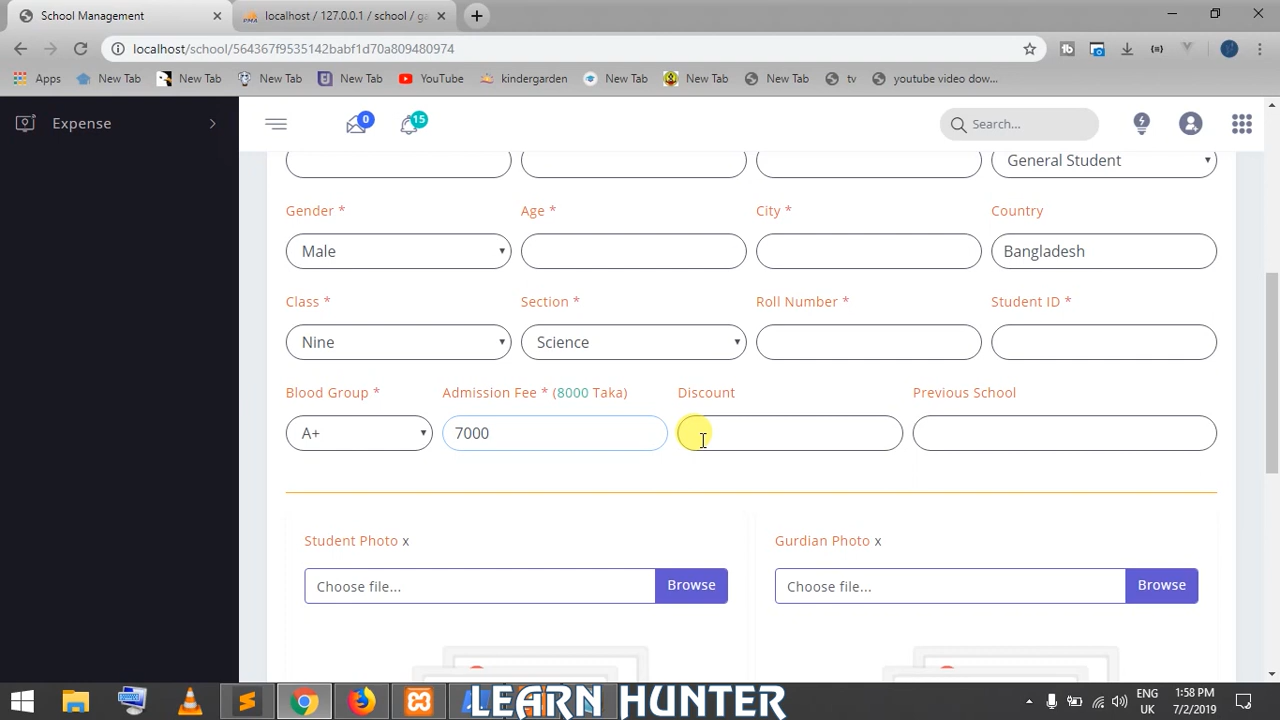 School Management
localhost / 127.0.0.1 / school / ga
localhost/school/564367f9535142babf1d70a809480974
Apps
New Tab
New Tab
New Tab
New Tab
YouTube
kindergarden
New Tab
New Tab
New Tab
tv
youtube video dow...
Expense
0
15
Search...
General Student
Gender *
Age *
City *
Country
Male
Bangladesh
Class *
Section *
Roll Number *
Student ID *
Nine
Science
Blood Group *
Admission Fee * (8000 Taka)
Discount
Previous School
A+
7000
Student Photo x
Gurdian Photo x
Choose file...
Browse
Choose file...
Browse
LEARN HUNTER
ENG
UK
1:58 PM
7/2/2019